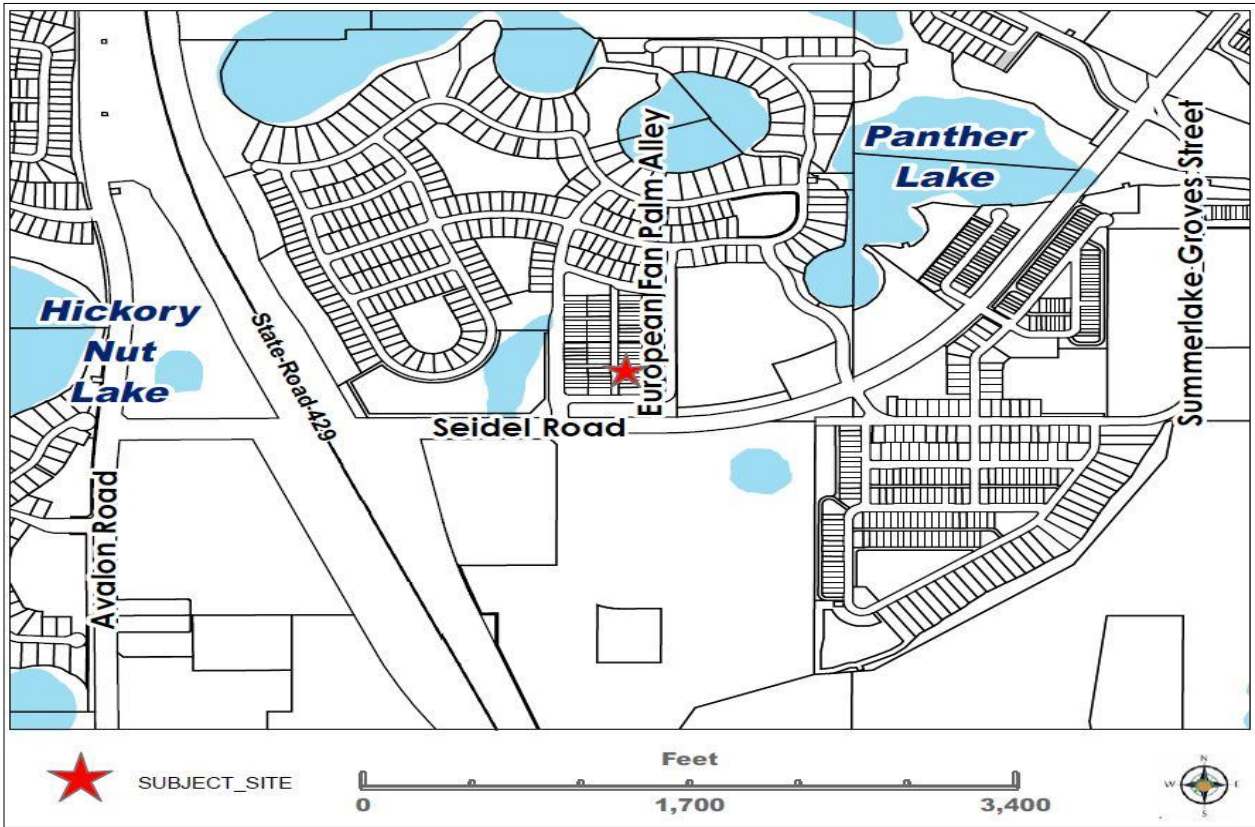 Panther
Lake
European Fan Palm Alley
Summerlake Groves Street
Hickory
Nut
Lake
State Road 429
Seidel Road
Avalon Road
SUBJECT_SITE
Feet
0
1,700
3,400
N
W
E
S